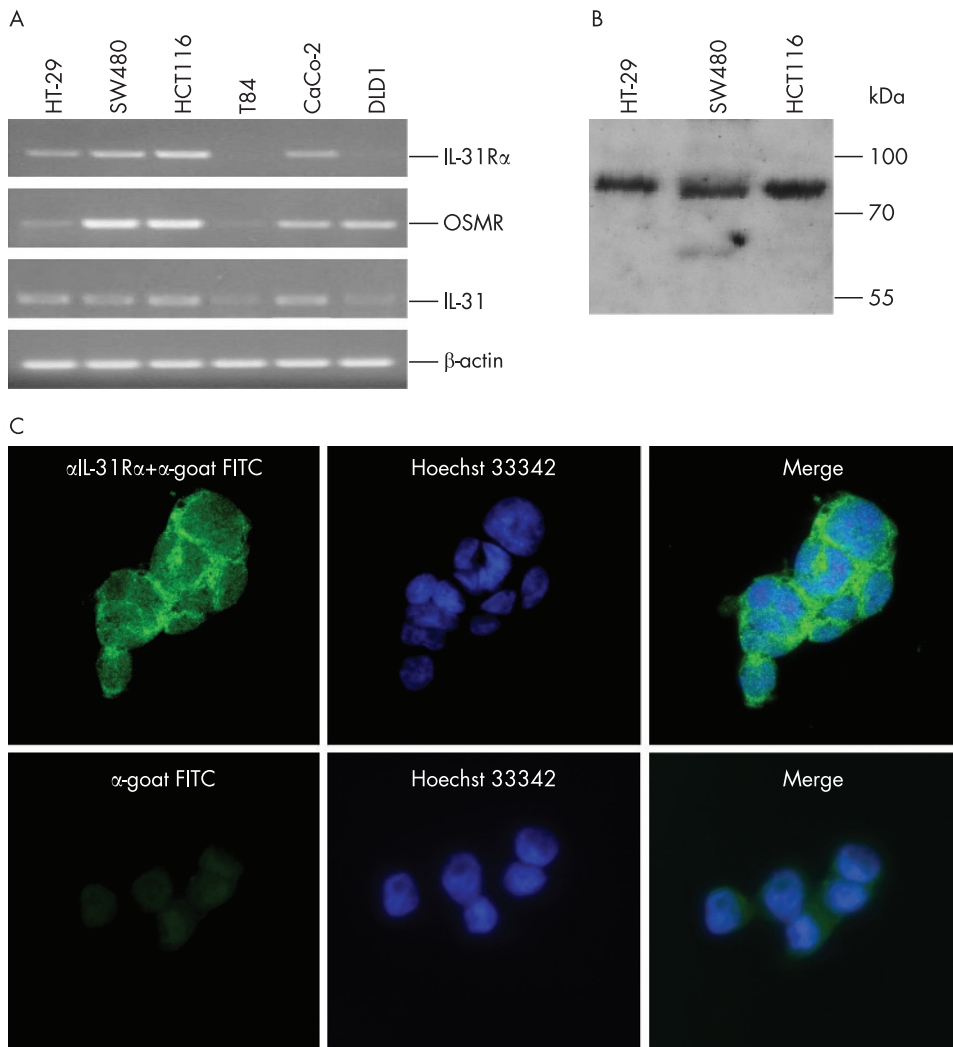 A
HT-29
SW480
HCT116
T84
CaCo-2
DLD1
IL-31Rα
OSMR
IL-31
β-actin
B
HT-29
SW480
HCT116
kDa
100
70
55
C
αIL-31Rα+α-goat FITC
Hoechst 33342
Merge
α-goat FITC
Hoechst 33342
Merge